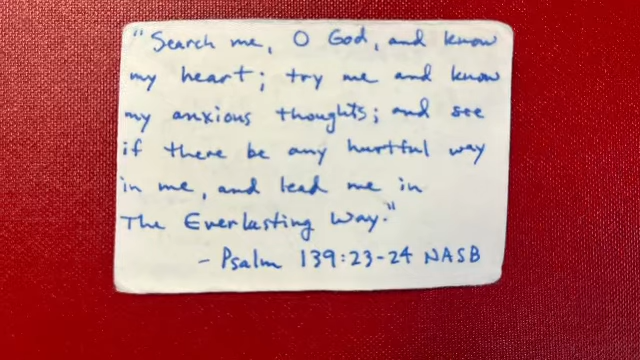 "Search me, O God, and know
my heart; try me and know
my anxious thoughts; and see
if there be any hurtful way
in me, and lead me in
The Everlasting Way."
- Psalm 139:23-24 NASB